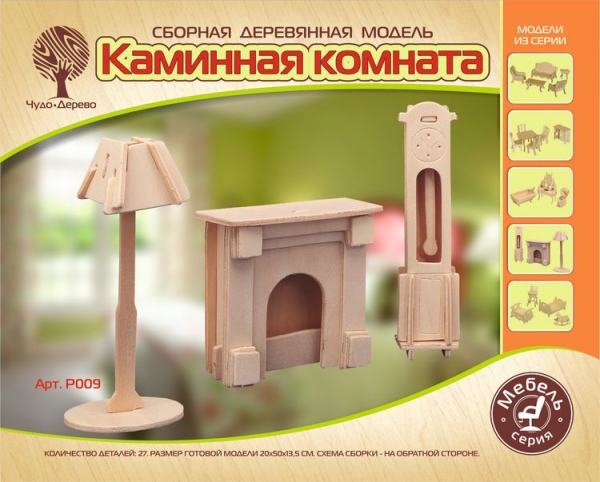 СБОРНАЯ ДЕРЕВЯННАЯ МОДЕЛЬ
Каминная комната
Чудо-Дерево
МОДЕЛИ
ИЗ СЕРИИ
Арт. P009
Мебель
серия
КОЛИЧЕСТВО ДЕТАЛЕЙ: 27. РАЗМЕР ГОТОВОЙ МОДЕЛИ 20x50x13,5 СМ. СХЕМА СБОРКИ - НА ОБРАТНОЙ СТОРОНЕ.